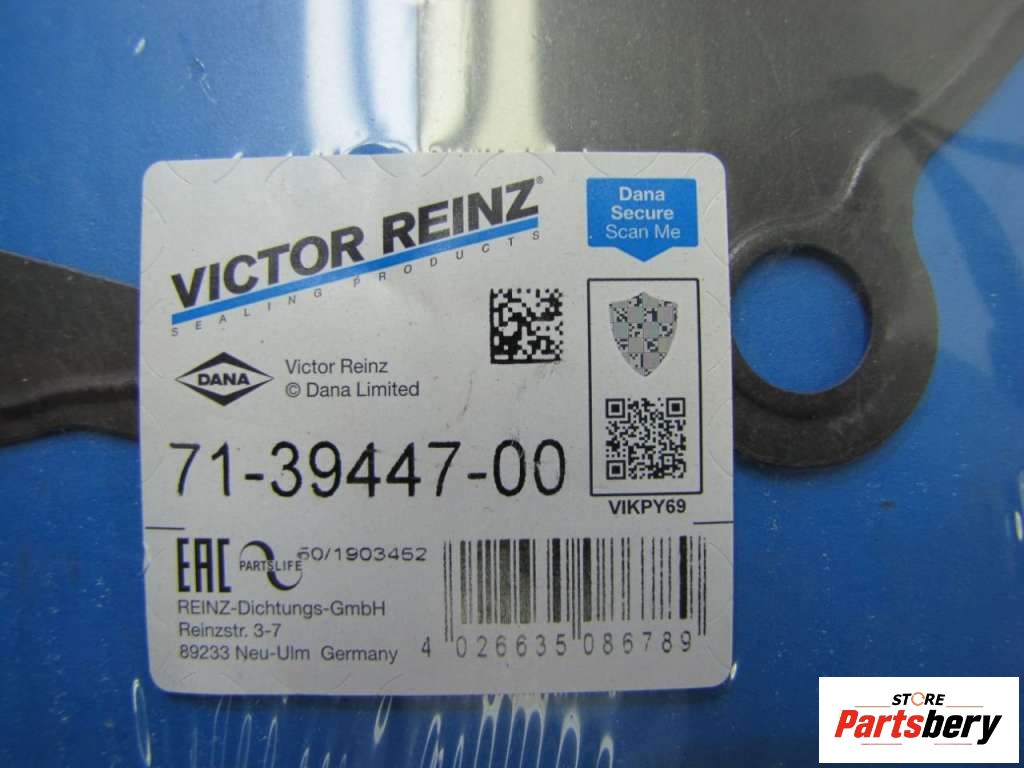 VICTOR REINZ®
SEALING PRODUCTS
Dana
Secure
Scan Me
DANA
Victor Reinz
© Dana Limited
71-39447-00
VIKPY69
EAC
PARTSLIFE
60/1903452
REINZ-Dichtungs-GmbH
Reinzstr. 3-7
89233 Neu-Ulm Germany
4 026635 086789
STORE
Partsbery